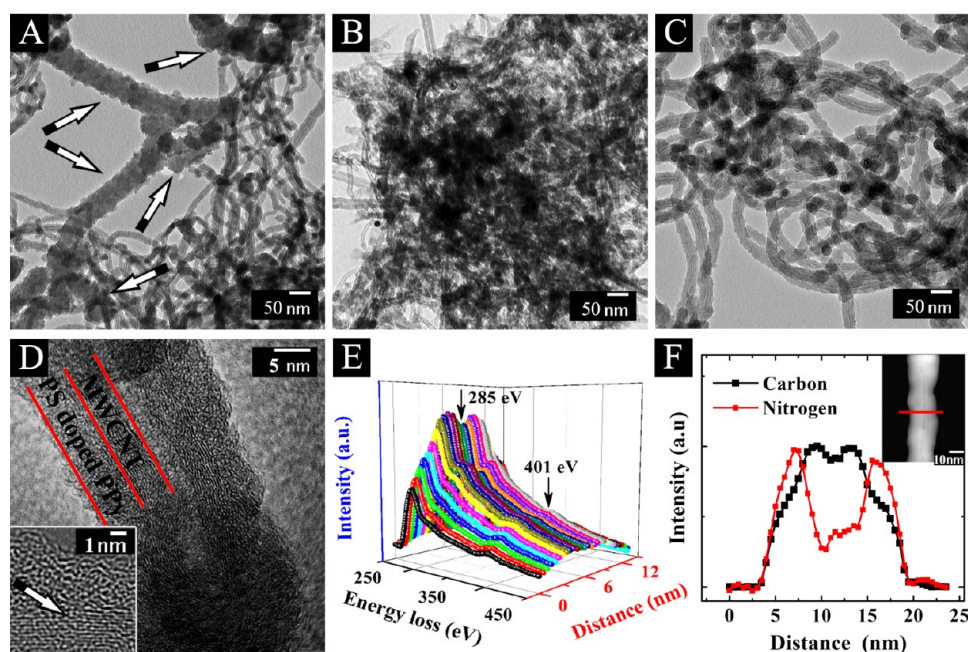 A
50 nm
B
50 nm
C
50 nm
D
5 nm
MWCNT
PS doped PPy
1nm
E
285 eV
401 eV
Intensity (a.u.)
250
350
450
Energy loss (eV)
0
6
12
Distance (nm)
F
Carbon
Nitrogen
10nm
Intensity (a.u)
0 5 10 15 20 25
Distance (nm)